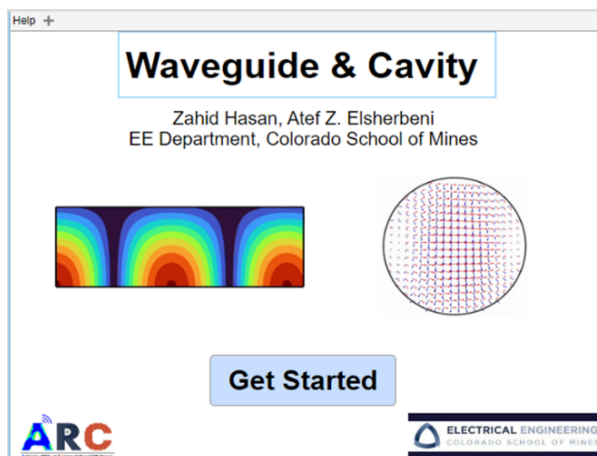 Help
Waveguide & Cavity
Zahid Hasan, Atef Z. Elsherbeni
EE Department, Colorado School of Mines
Get Started
ARC
ELECTRICAL ENGINEERING
COLORADO SCHOOL OF MINES